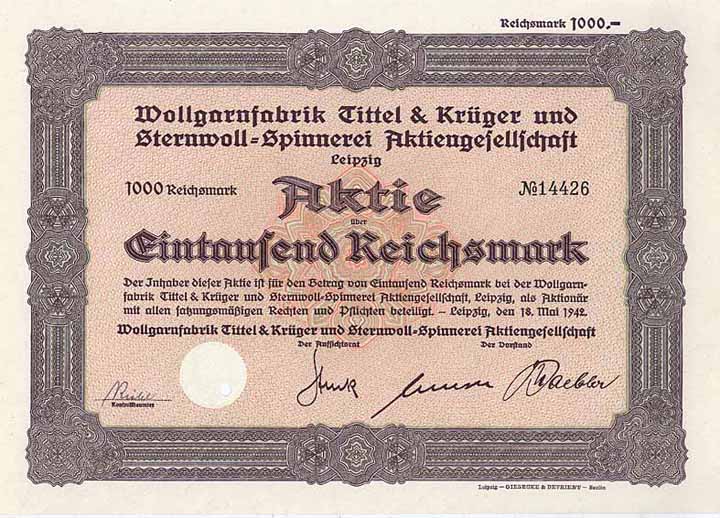 Reichsmark 1000.–
Wollgarnfabrik Tittel & Krüger und
Sternwoll=Spinnerei Aktiengesellschaft
Leipzig
1000 Reichsmark Aktie № 14426
über
Eintausend Reichsmark
Der Inhaber dieser Aktie ist für den Betrag von Eintausend Reichsmark bei der Wollgarn=
fabrik Tittel & Krüger und Sternwoll=Spinnerei Aktiengesellschaft, Leipzig, als Aktionär
mit allen satzungsmäßigen Rechten und Pflichten beteiligt. – Leipzig, den 18. Mai 1942.
Wollgarnfabrik Tittel & Krüger und Sternwoll=Spinnerei Aktiengesellschaft
Der Aufsichtsrat Der Vorstand
Kontrollbeamter
Leipzig – GIESECKE & DEVRIENT – Berlin